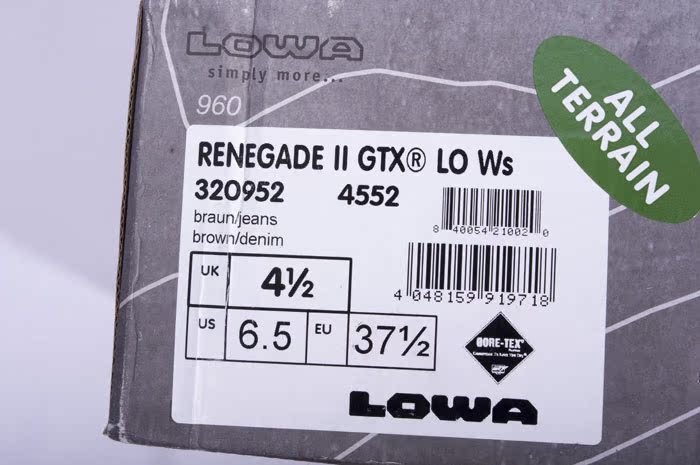 LOWA
simply more...
960
ALL
TERRAIN
RENEGADE II GTX® LO Ws
320952 4552
braun/jeans
brown/denim
8 40054 21002 0
4 048159 919718
UK 4½
US 6.5 EU 37½
GORE-TEX
LOWA